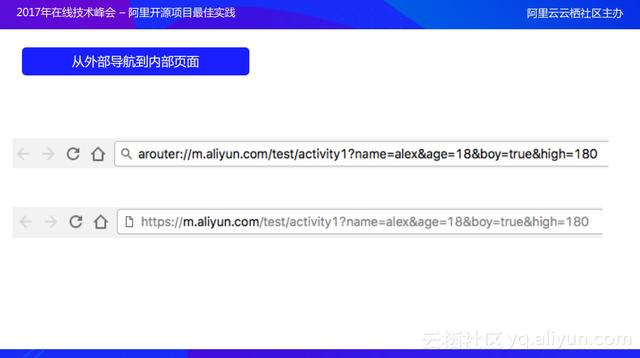 2017年在线技术峰会 – 阿里开源项目最佳实践
阿里云云栖社区主办
从外部导航到内部页面
arouter://m.aliyun.com/test/activity1?name=alex&age=18&boy=true&high=180
https://m.aliyun.com/test/activity1?name=alex&age=18&boy=true&high=180
云栖社区 yq.aliyun.com